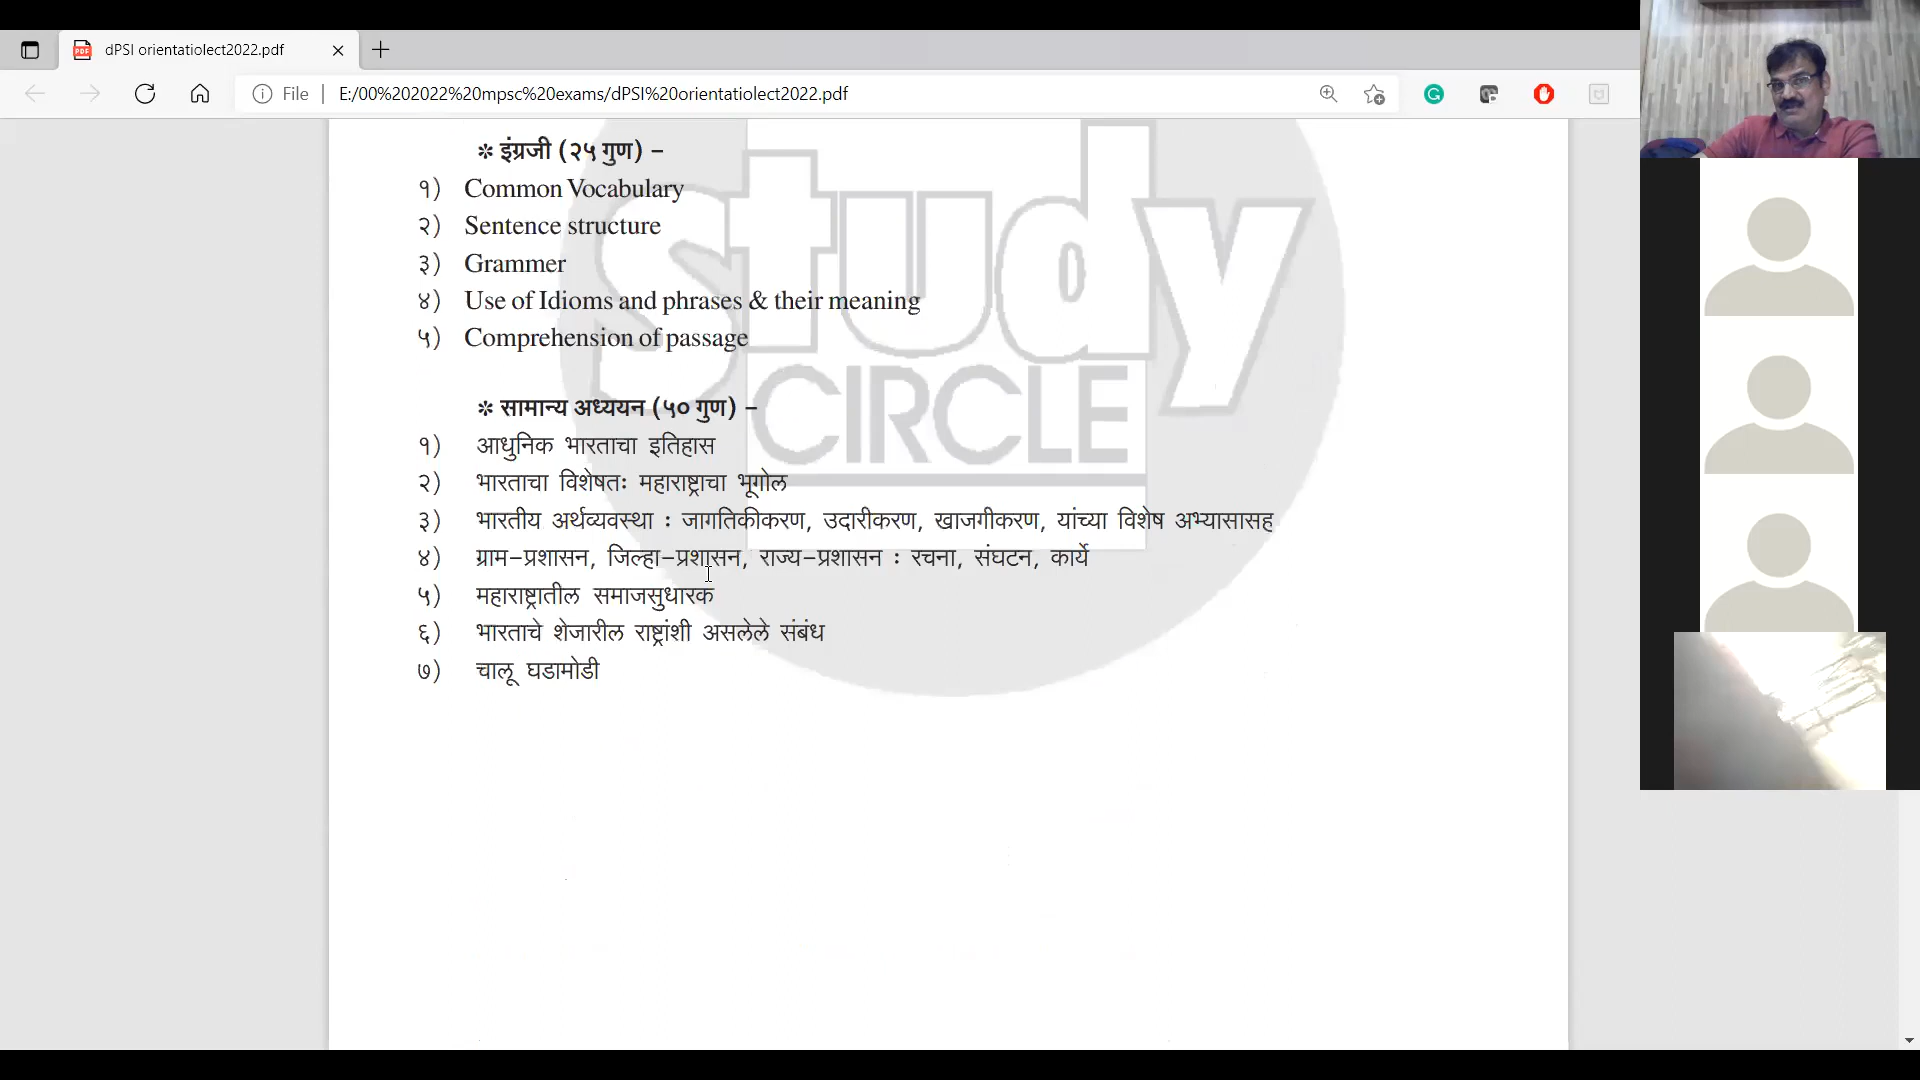 dPSI orientatiolect2022.pdf
File
E:/00%202022%20mpsc%20exams/dPSI%20orientatiolect2022.pdf
* इंग्रजी (२५ गुण) –
१) Common Vocabulary
२) Sentence structure
३) Grammer
४) Use of Idioms and phrases & their meaning
५) Comprehension of passage
study
CIRCLE
* सामान्य अध्ययन (५० गुण) –
१) आधुनिक भारताचा इतिहास
२) भारताचा विशेषतः महाराष्ट्राचा भूगोल
३) भारतीय अर्थव्यवस्था : जागतिकीकरण, उदारीकरण, खाजगीकरण, यांच्या विशेष अभ्यासासह
४) ग्राम–प्रशासन, जिल्हा–प्रशासन, राज्य–प्रशासन : रचना, संघटन, कार्ये
५) महाराष्ट्रातील समाजसुधारक
६) भारताचे शेजारील राष्ट्रांशी असलेले संबंध
७) चालू घडामोडी